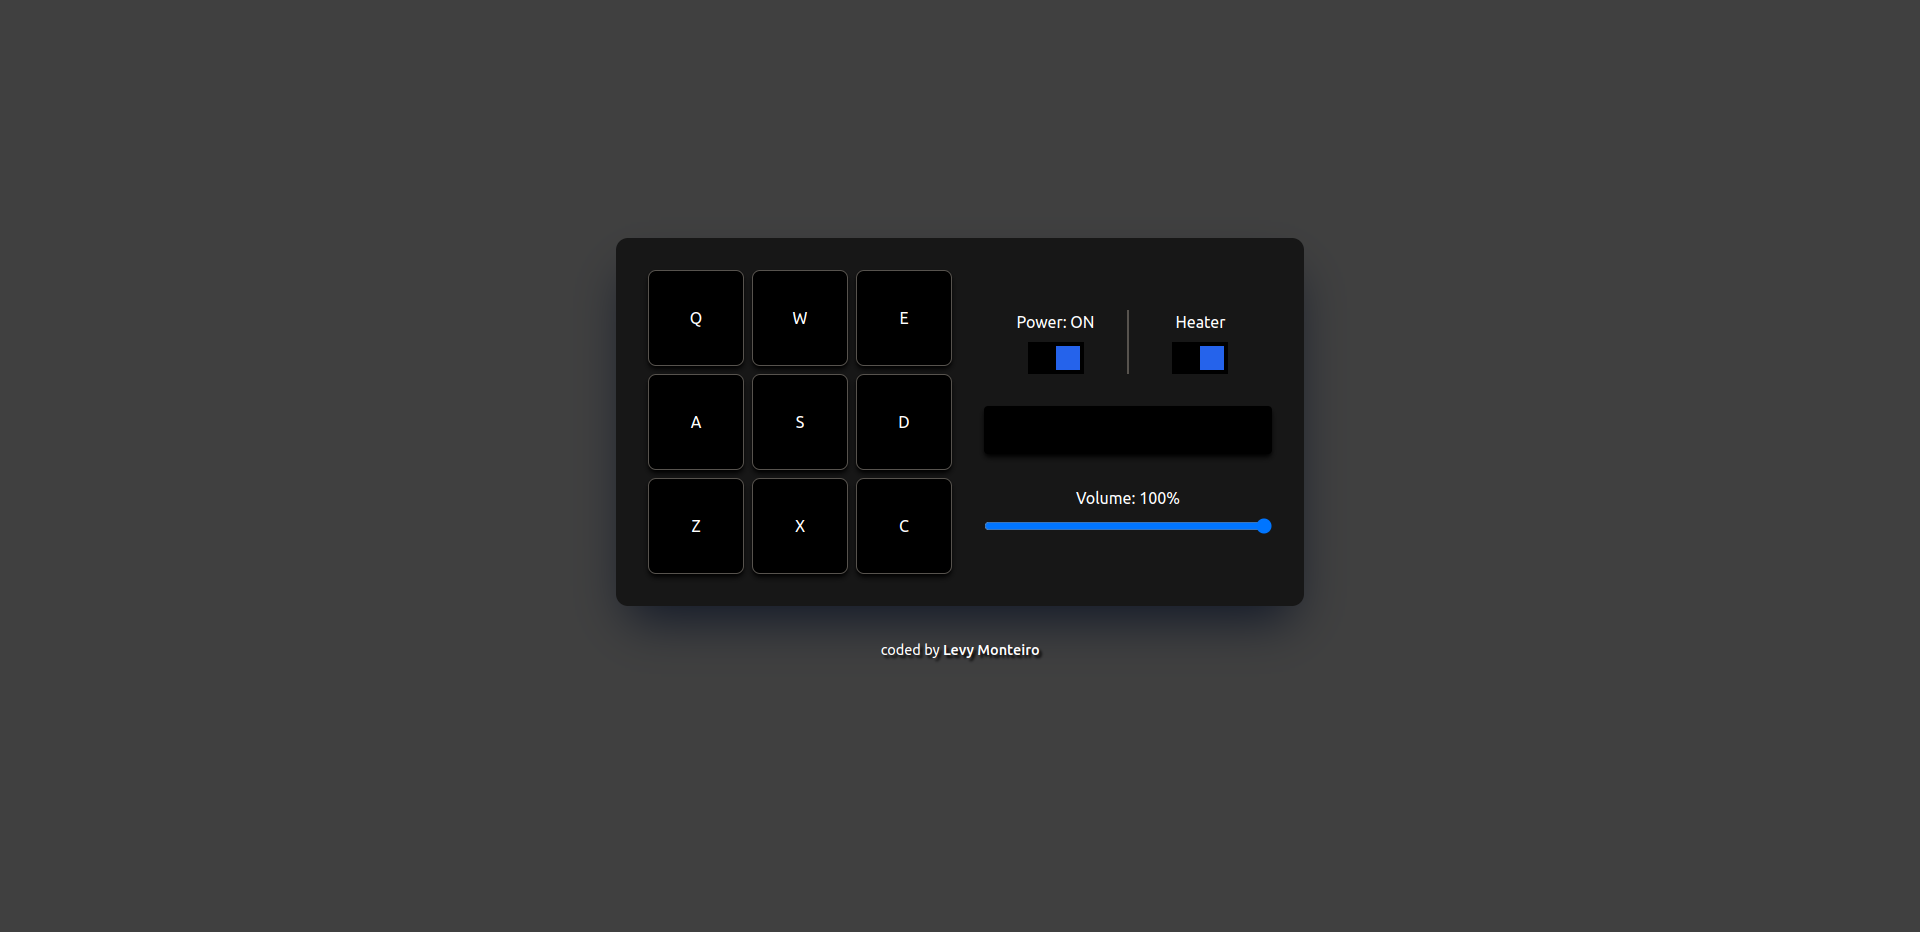 Q W E
A S D
Z X C
Power: ON
Heater
Volume: 100%
coded by Levy Monteiro